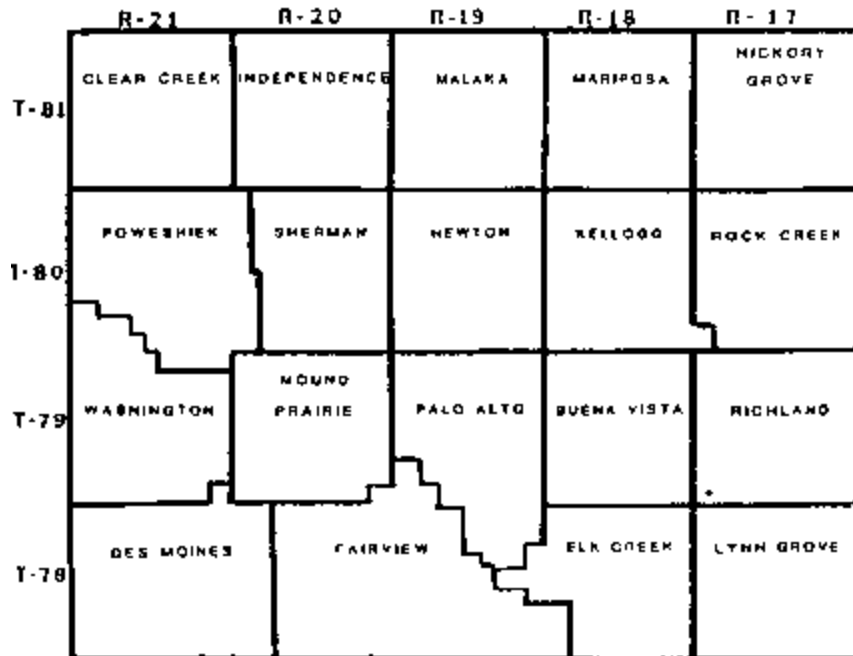 R-21 R-20 R-19 R-18 R-17
HICKORY
CLEAR CREEK INDEPENDENCE MALAKA MARIPOSA GROVE
T-81
POWESHIEK SHERMAN NEWTON KELLOGG ROCK CREEK
T-80
MOUND
WASHINGTON PRAIRIE PALO ALTO BUENA VISTA RICHLAND
T-79
DES MOINES FAIRVIEW ELK CREEK LYNN GROVE
T-78